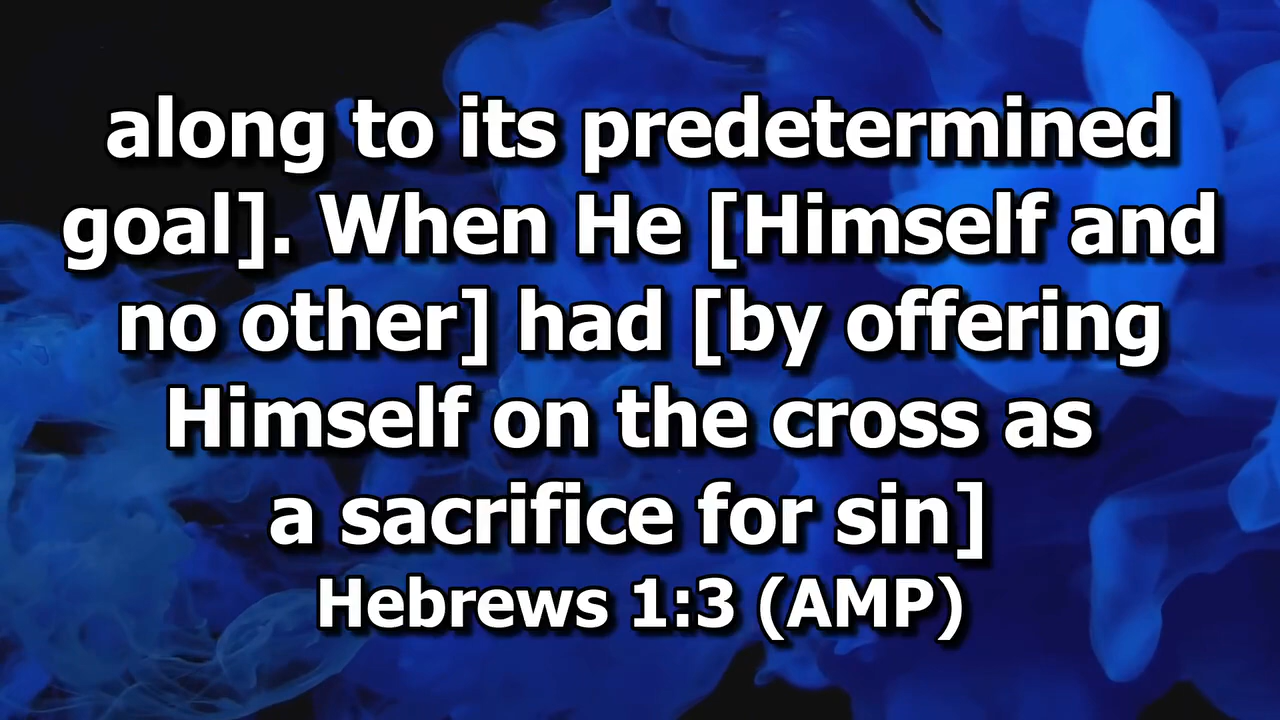 along to its predetermined
goal]. When He [Himself and
no other] had [by offering
Himself on the cross as
a sacrifice for sin]
Hebrews 1:3 (AMP)